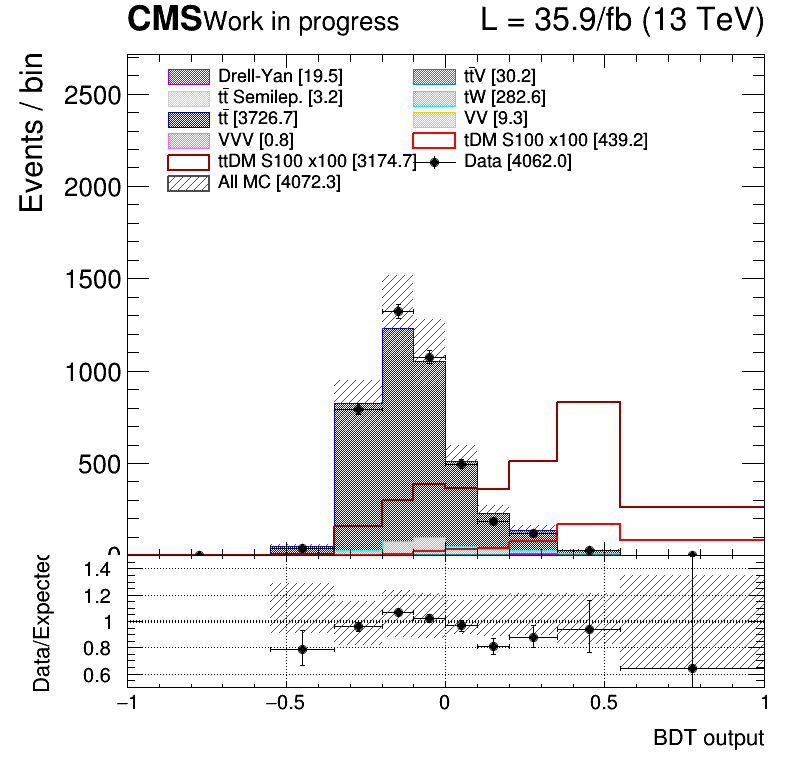 CMS Work in progress L = 35.9/fb (13 TeV)
Events / bin
2500
2000
1500
1000
500
0
Drell-Yan [19.5] tt̄V [30.2]
tt̄ Semilep. [3.2] tW [282.6]
tt̄ [3726.7] VV [9.3]
VVV [0.8] tDM S100 x100 [439.2]
ttDM S100 x100 [3174.7] Data [4062.0]
All MC [4072.3]
Data/Expected
1.4
1.2
1
0.8
0.6
−1 −0.5 0 0.5 1
BDT output